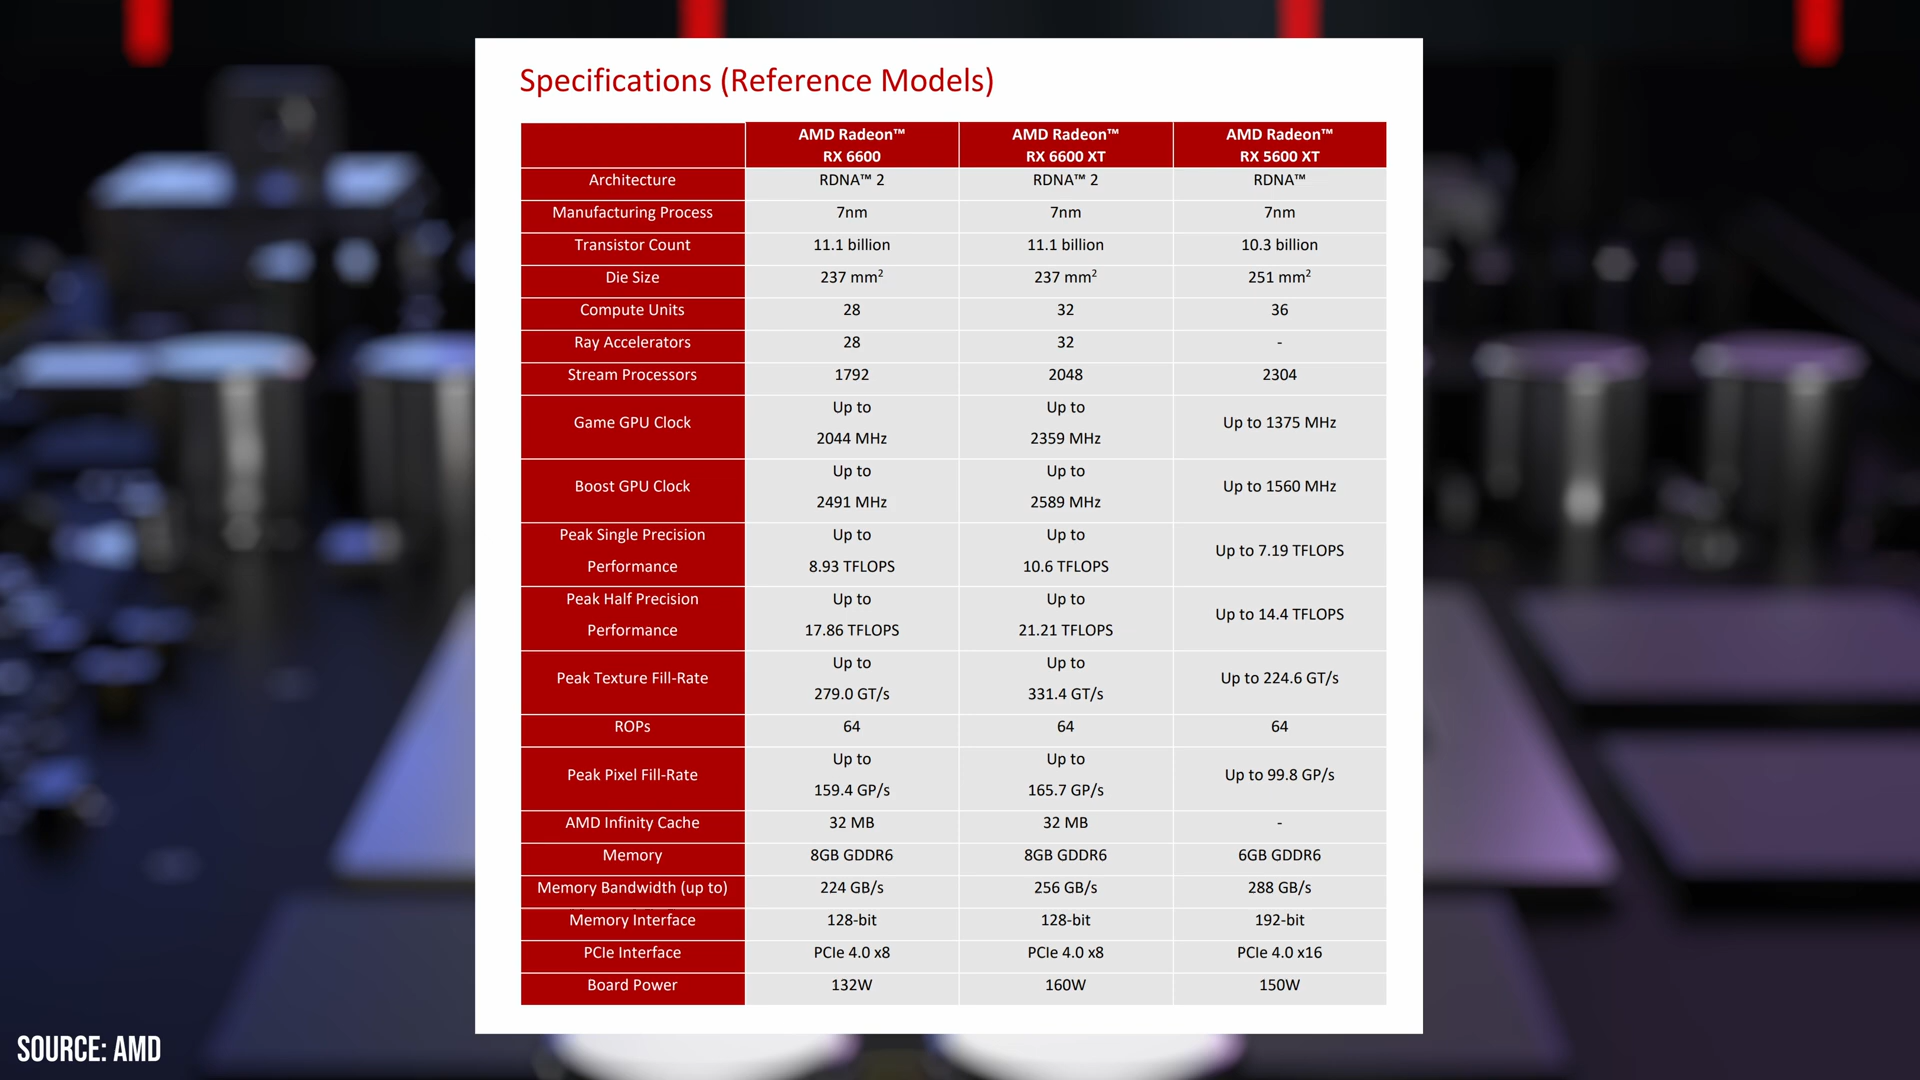 Specifications (Reference Models)
AMD Radeon™ RX 6600 | AMD Radeon™ RX 6600 XT | AMD Radeon™ RX 5600 XT
Architecture RDNA™ 2 RDNA™ 2 RDNA™
Manufacturing Process 7nm 7nm 7nm
Transistor Count 11.1 billion 11.1 billion 10.3 billion
Die Size 237 mm² 237 mm² 251 mm²
Compute Units 28 32 36
Ray Accelerators 28 32 -
Stream Processors 1792 2048 2304
Game GPU Clock Up to 2044 MHz Up to 2359 MHz Up to 1375 MHz
Boost GPU Clock Up to 2491 MHz Up to 2589 MHz Up to 1560 MHz
Peak Single Precision Performance Up to 8.93 TFLOPS Up to 10.6 TFLOPS Up to 7.19 TFLOPS
Peak Half Precision Performance Up to 17.86 TFLOPS Up to 21.21 TFLOPS Up to 14.4 TFLOPS
Peak Texture Fill-Rate Up to 279.0 GT/s Up to 331.4 GT/s Up to 224.6 GT/s
ROPs 64 64 64
Peak Pixel Fill-Rate Up to 159.4 GP/s Up to 165.7 GP/s Up to 99.8 GP/s
AMD Infinity Cache 32 MB 32 MB -
Memory 8GB GDDR6 8GB GDDR6 6GB GDDR6
Memory Bandwidth (up to) 224 GB/s 256 GB/s 288 GB/s
Memory Interface 128-bit 128-bit 192-bit
PCIe Interface PCIe 4.0 x8 PCIe 4.0 x8 PCIe 4.0 x16
Board Power 132W 160W 150W
SOURCE: AMD